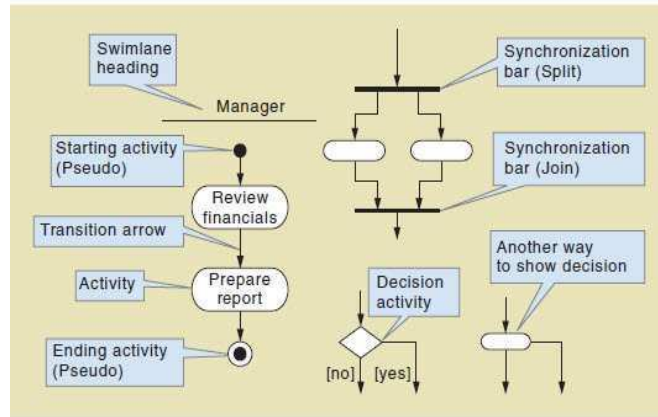 Swimlane
heading
Manager
Starting activity
(Pseudo)
Review
financials
Transition arrow
Activity
Prepare
report
Ending activity
(Pseudo)
Synchronization
bar (Split)
Synchronization
bar (Join)
Another way
to show decision
Decision
activity
[no] [yes]